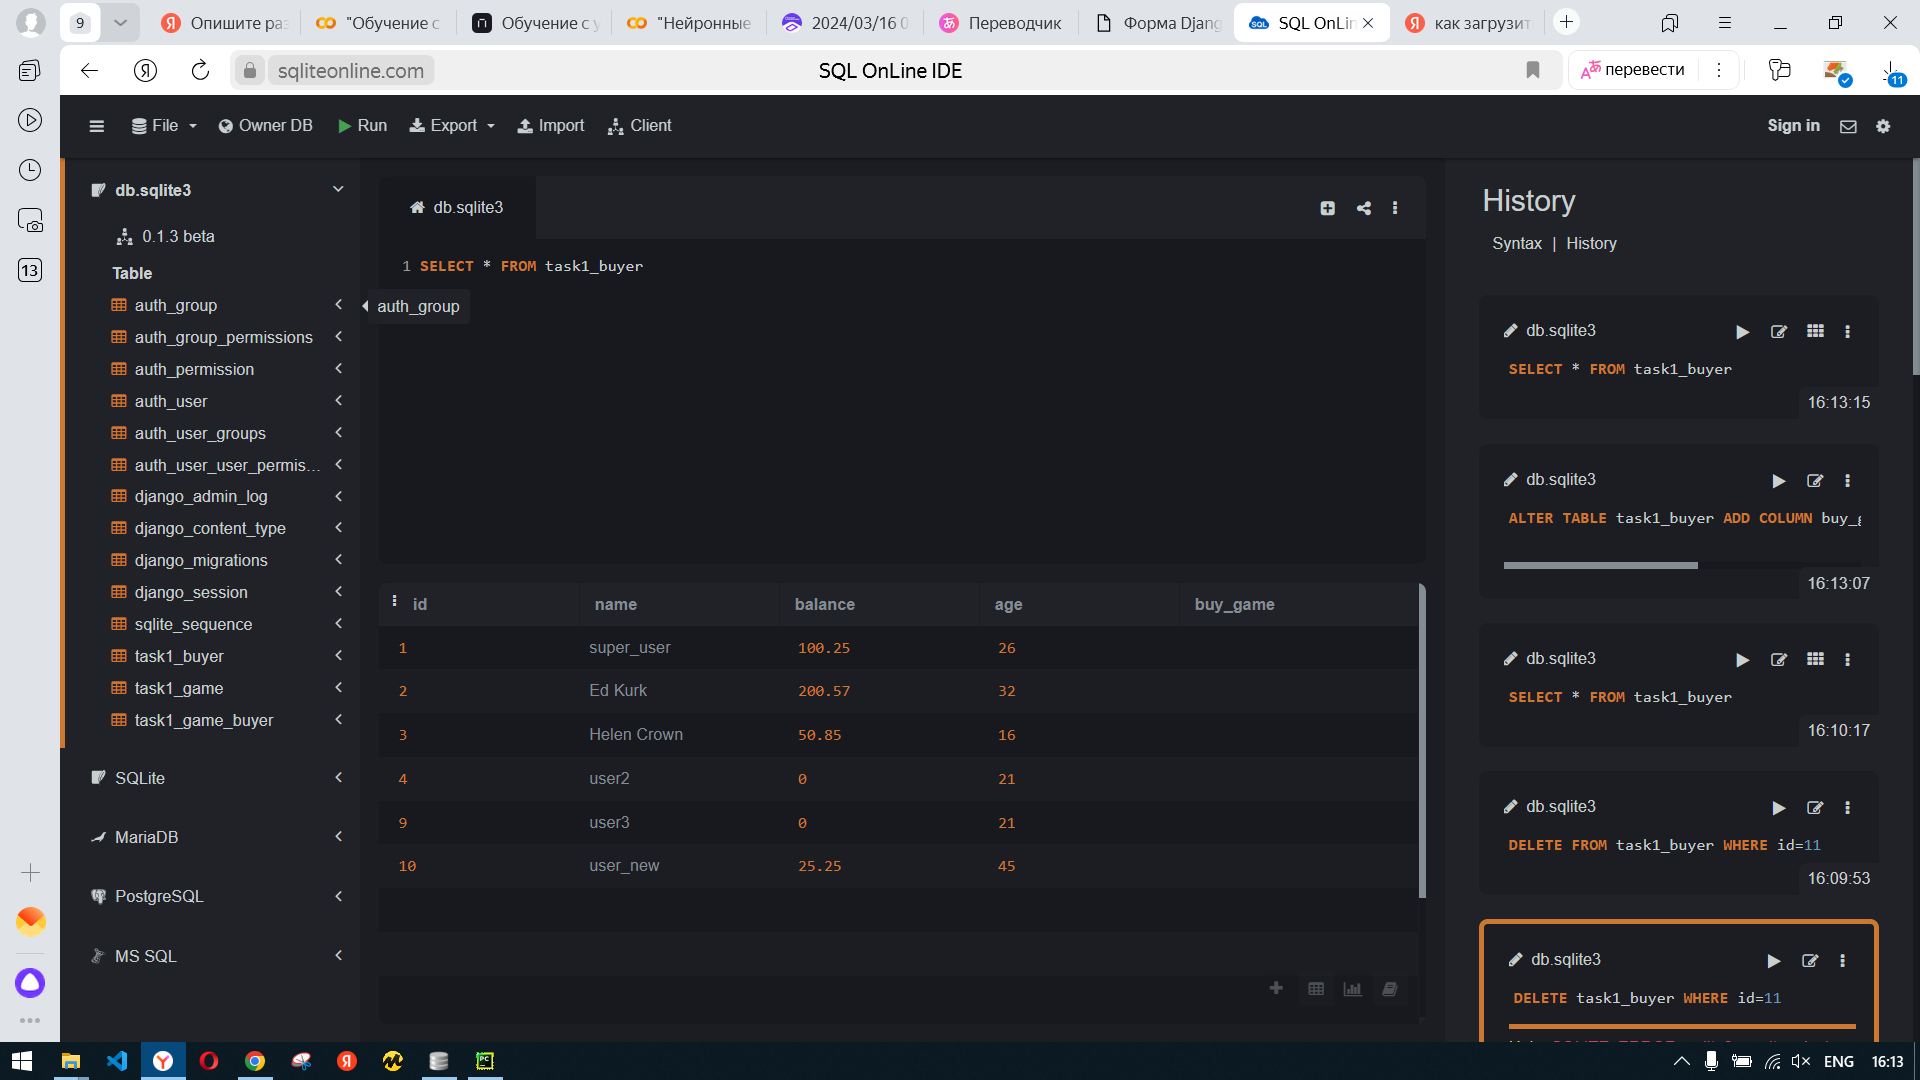 9
Опишите раз
"Обучение с
Обучение с у
"Нейронные
2024/03/16 0
Переводчик
Форма Djang
SQL OnLin
как загрузит
sqliteonline.com
SQL OnLine IDE
перевести
11
13
File
Owner DB
Run
Export
Import
Client
Sign in
db.sqlite3
0.1.3 beta
Table
auth_group
auth_group_permissions
auth_permission
auth_user
auth_user_groups
auth_user_user_permis...
django_admin_log
django_content_type
django_migrations
django_session
sqlite_sequence
task1_buyer
task1_game
task1_game_buyer
SQLite
MariaDB
PostgreSQL
MS SQL
db.sqlite3
1 SELECT * FROM task1_buyer
auth_group
id name balance age buy_game
1 super_user 100.25 26
2 Ed Kurk 200.57 32
3 Helen Crown 50.85 16
4 user2 0 21
9 user3 0 21
10 user_new 25.25 45
History
Syntax | History
db.sqlite3
SELECT * FROM task1_buyer
16:13:15
db.sqlite3
ALTER TABLE task1_buyer ADD COLUMN buy_g
16:13:07
db.sqlite3
SELECT * FROM task1_buyer
16:10:17
db.sqlite3
DELETE FROM task1_buyer WHERE id=11
16:09:53
db.sqlite3
DELETE task1_buyer WHERE id=11
ENG 16:13